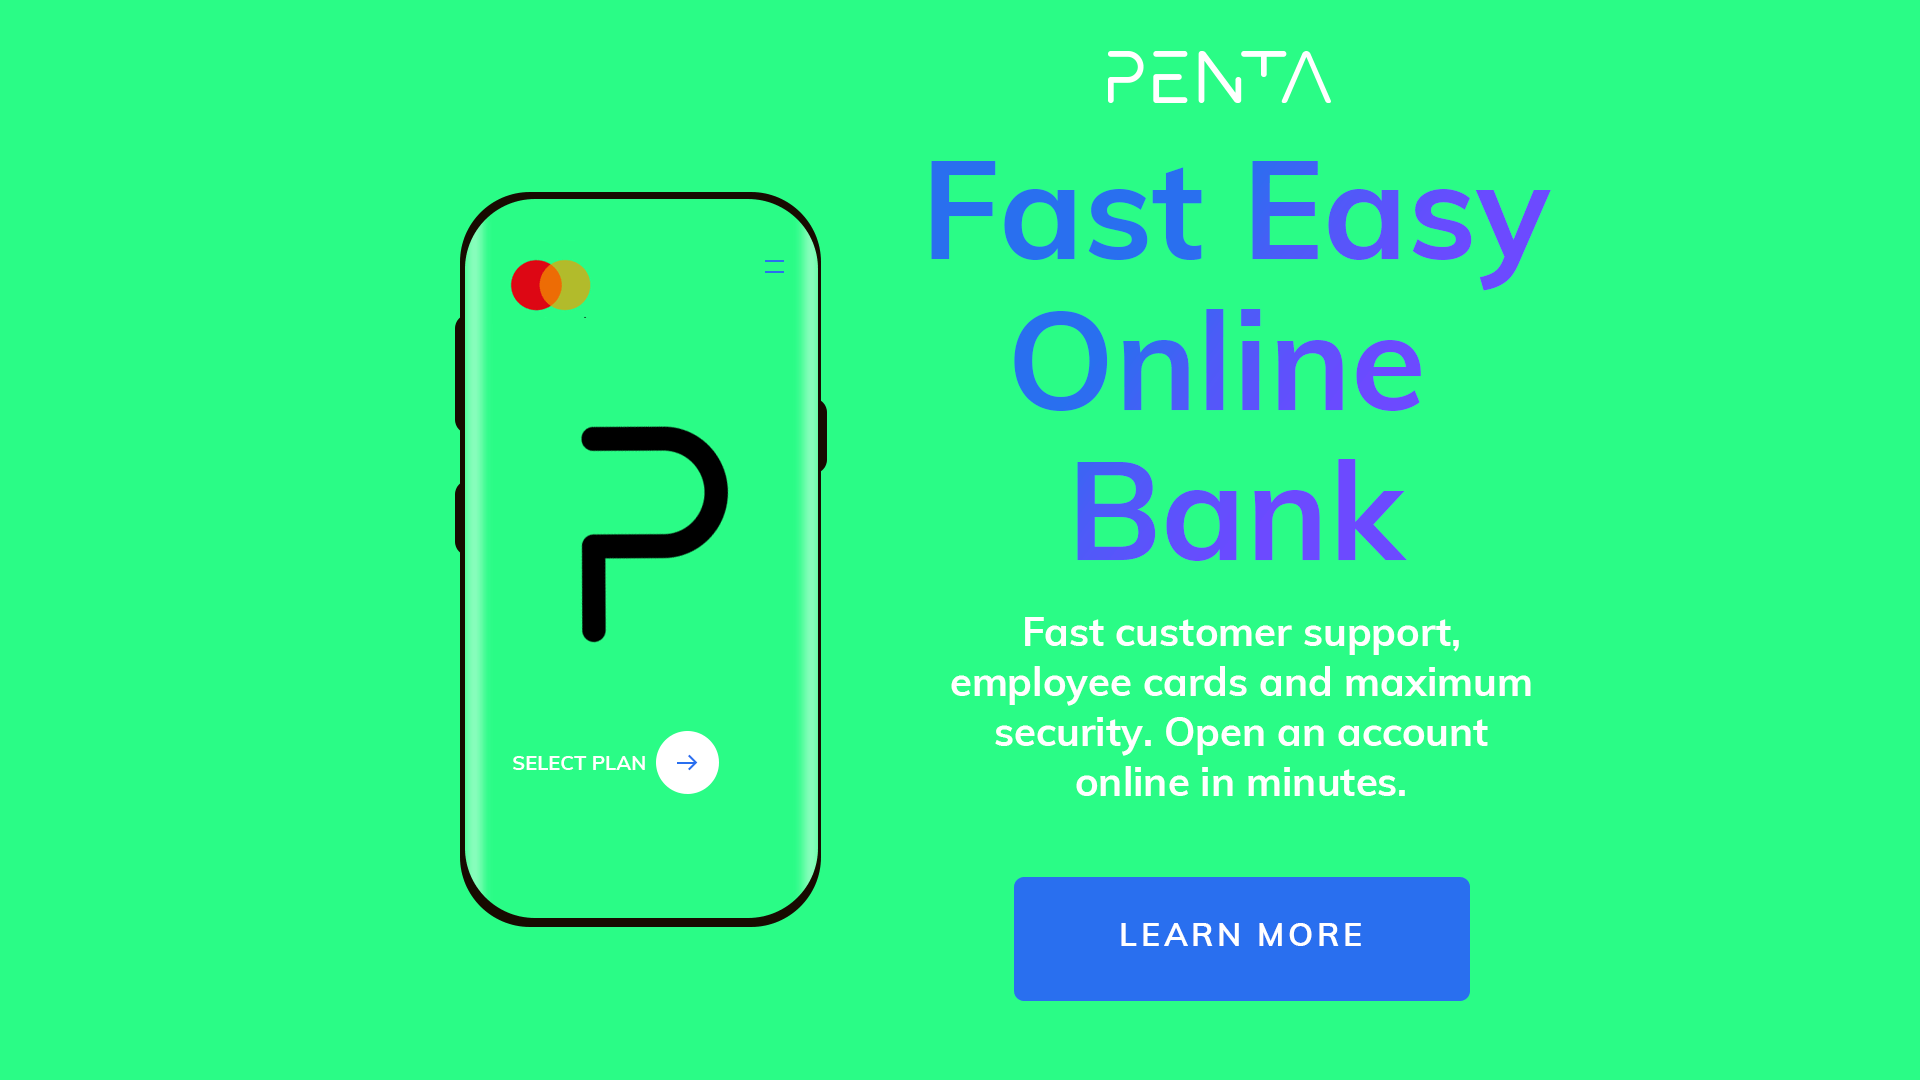 PENTA
Fast Easy
Online
Bank
Fast customer support,
employee cards and maximum
security. Open an account
online in minutes.
LEARN MORE
P
SELECT PLAN